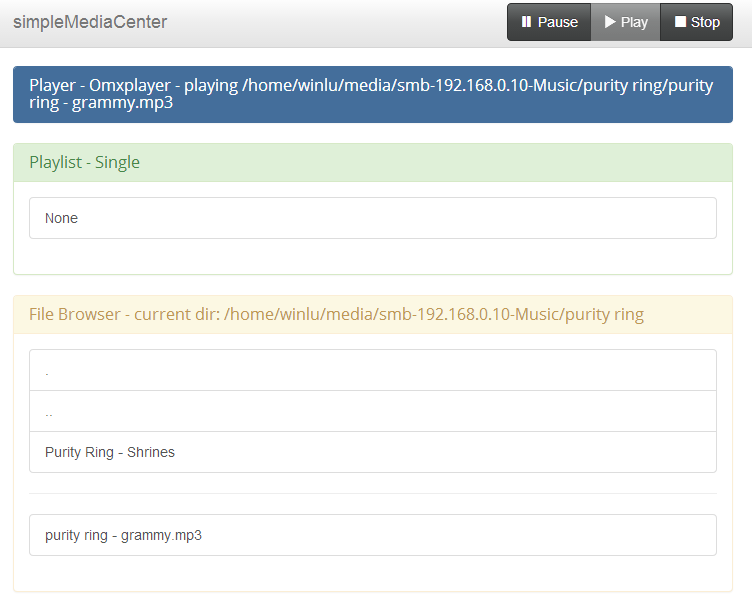 simpleMediaCenter
Pause Play Stop
Player - Omxplayer - playing /home/winlu/media/smb-192.168.0.10-Music/purity ring/purity
ring - grammy.mp3
Playlist - Single
None
File Browser - current dir: /home/winlu/media/smb-192.168.0.10-Music/purity ring
.
..
Purity Ring - Shrines
purity ring - grammy.mp3